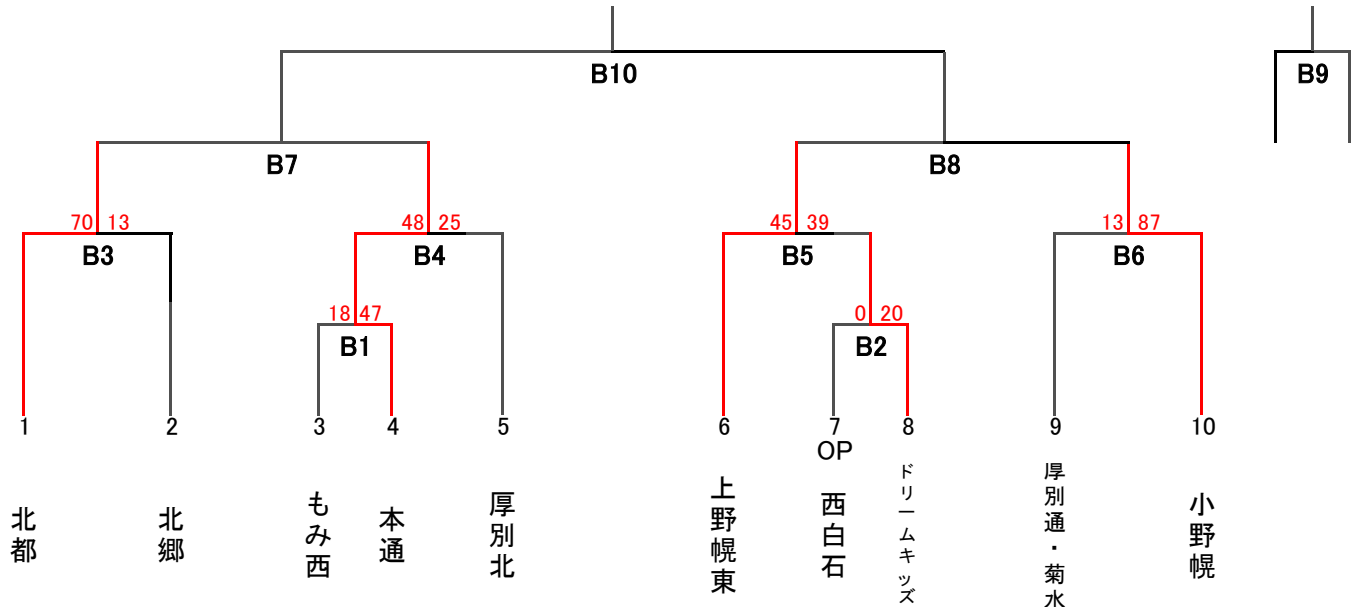 B10
B9
B7
B8
70 13
48 25
45 39
13 87
B3
B4
B5
B6
18 47
0 20
B1
B2
1
2
3
4
5
6
7
8
9
10
OP
北都
北郷
もみ西
本通
厚別北
上野幌東
西白石
ドリームキッズ
厚別通・菊水
小野幌